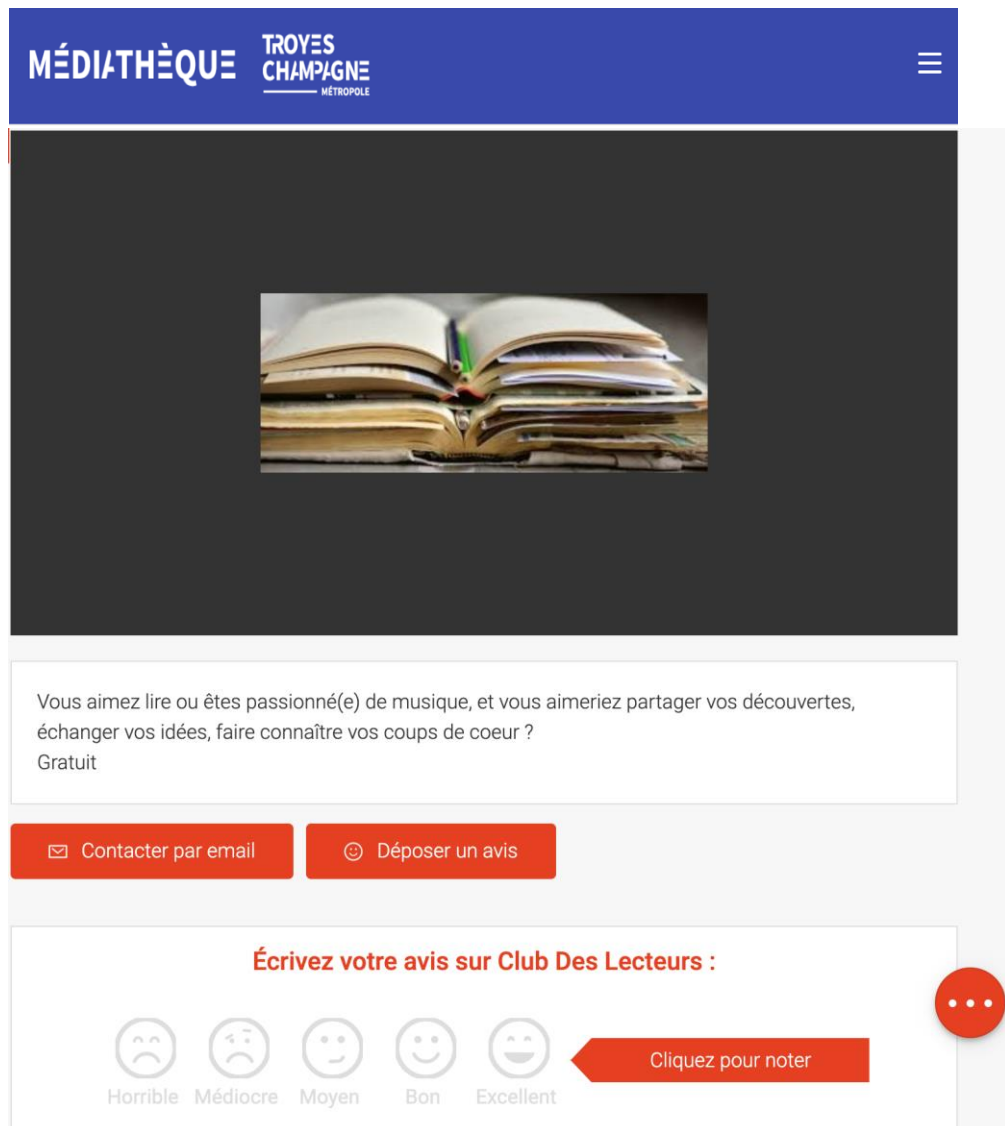 MÉDIATHÈQUE
TROYES
CHAMPAGNE
MÉTROPOLE
Vous aimez lire ou êtes passionné(e) de musique, et vous aimeriez partager vos découvertes,
échanger vos idées, faire connaître vos coups de coeur ?
Gratuit
Contacter par email
Déposer un avis
Écrivez votre avis sur Club Des Lecteurs :
Cliquez pour noter
Horrible Médiocre Moyen Bon Excellent